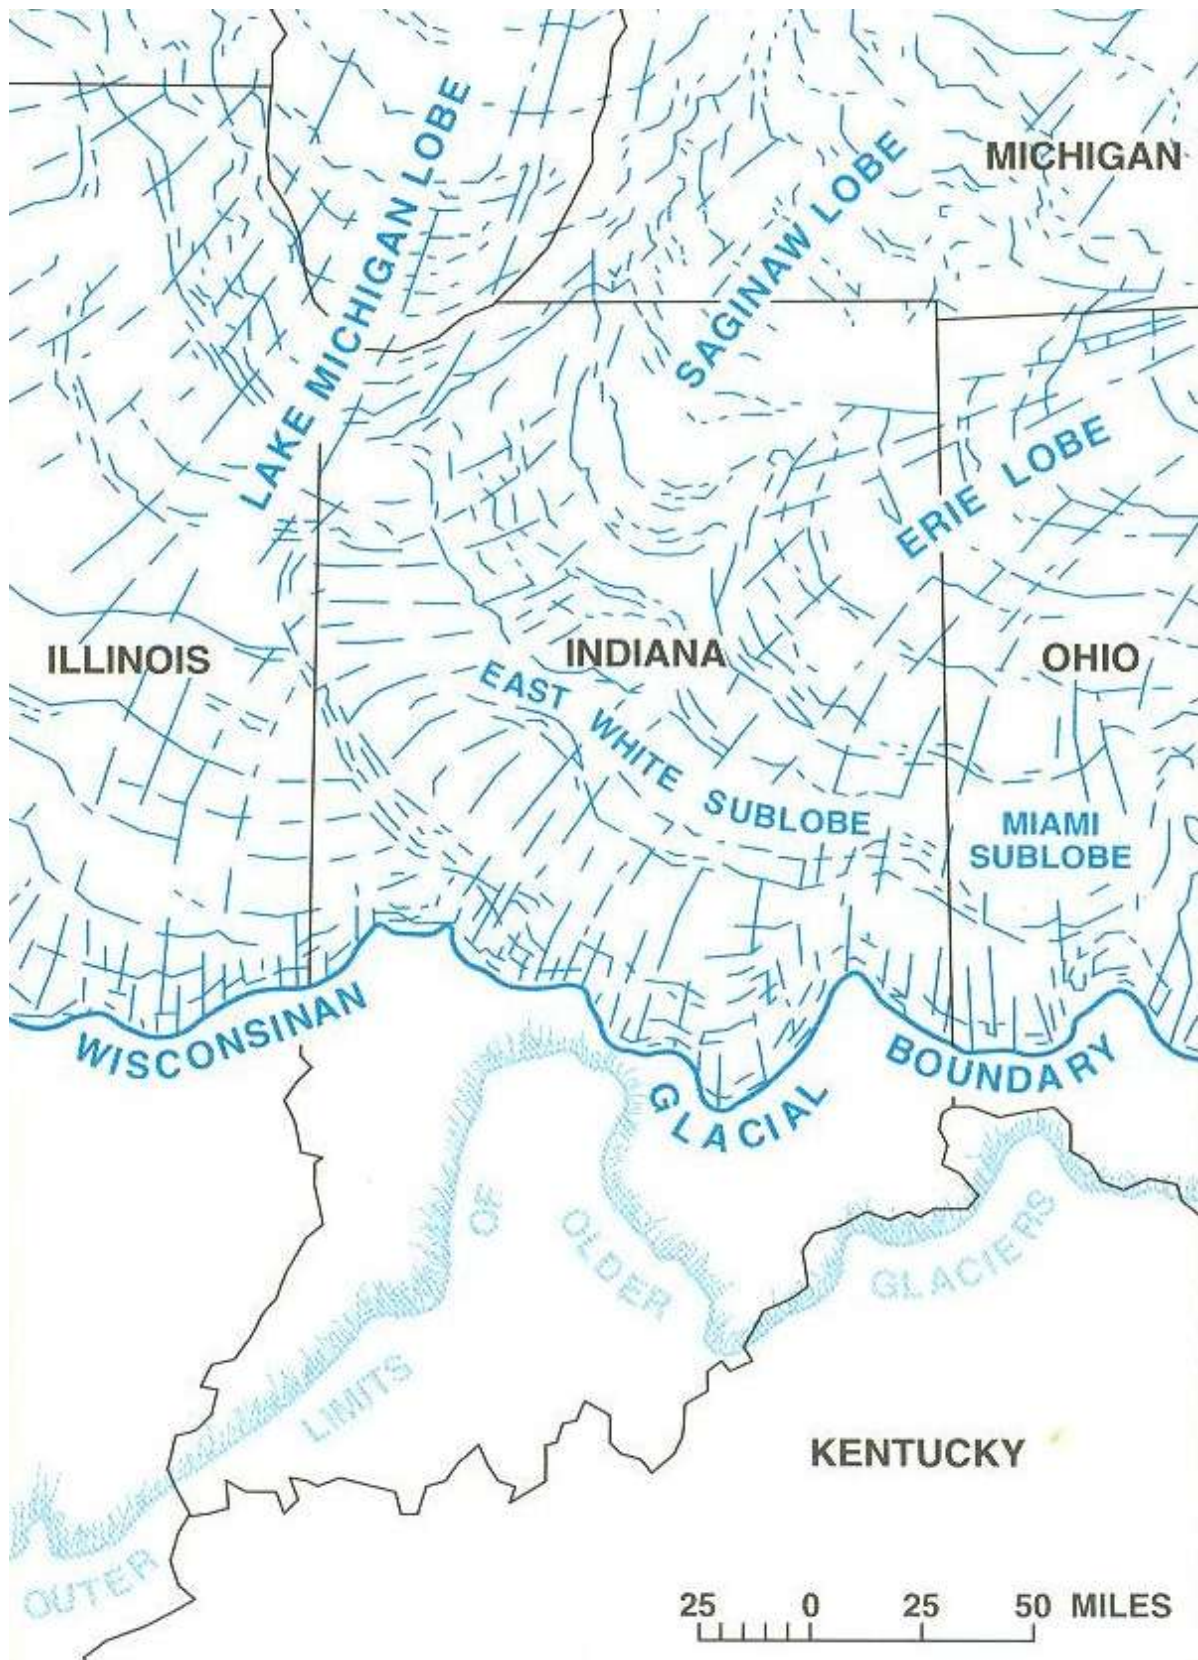 MICHIGAN
LAKE MICHIGAN LOBE
SAGINAW LOBE
ERIE LOBE
ILLINOIS
INDIANA
OHIO
EAST WHITE SUBLOBE
MIAMI
SUBLOBE
WISCONSINAN GLACIAL BOUNDARY
OUTER LIMITS OF OLDER GLACIERS
KENTUCKY
25 0 25 50 MILES